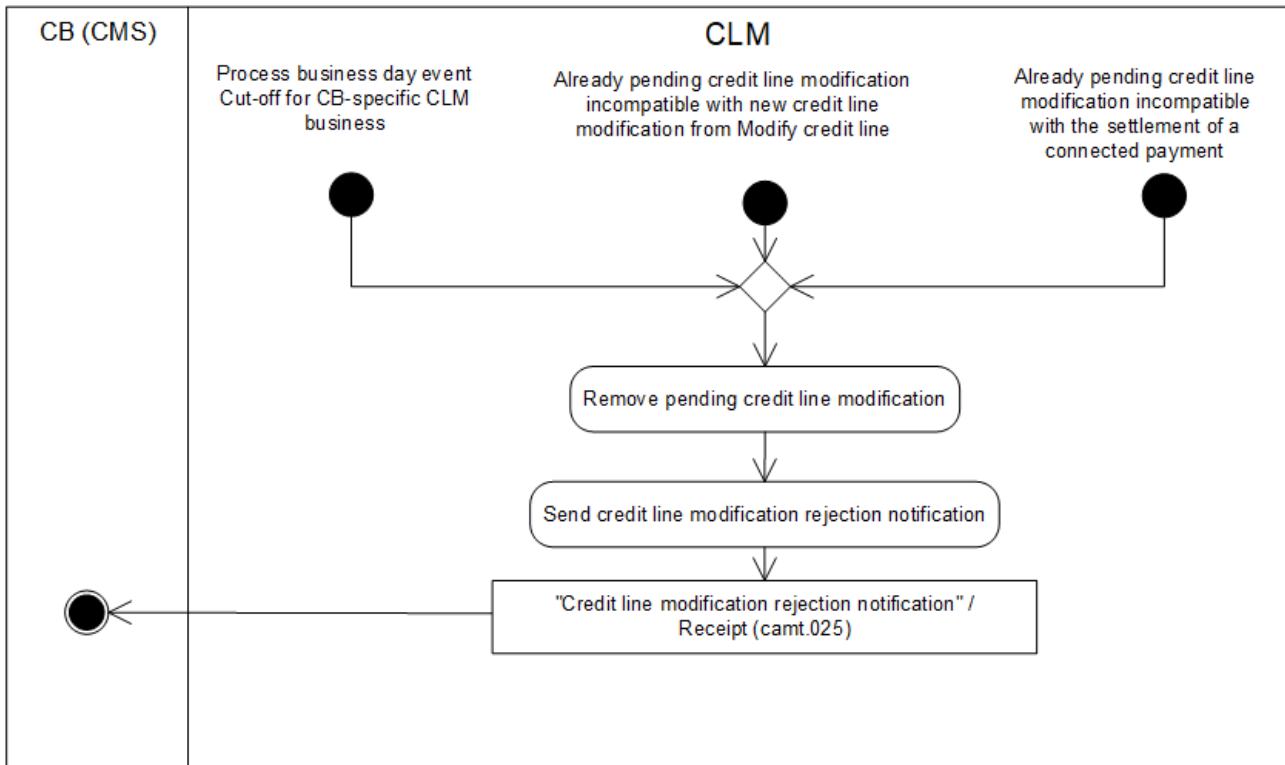 CB (CMS)
CLM
Process business day event
Cut-off for CB-specific CLM
business
Already pending credit line modification
incompatible with new credit line
modification from Modify credit line
Already pending credit line
modification incompatible
with the settlement of a
connected payment
Remove pending credit line modification
Send credit line modification rejection notification
"Credit line modification rejection notification" /
Receipt (camt.025)